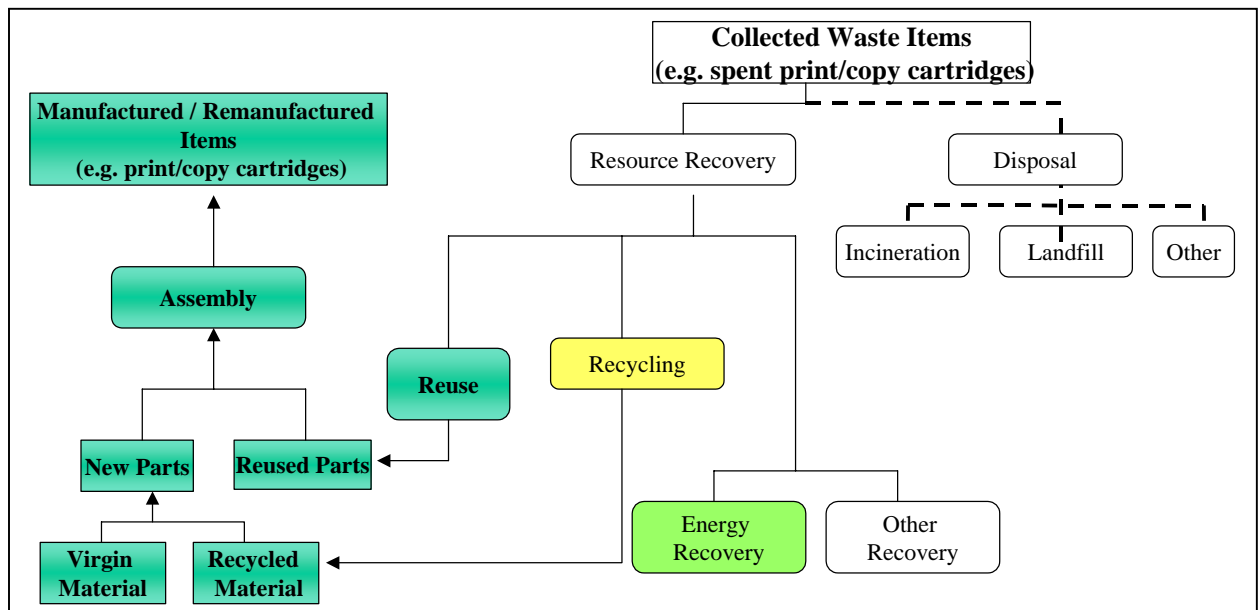 Collected Waste Items
(e.g. spent print/copy cartridges)
Manufactured / Remanufactured
Items
(e.g. print/copy cartridges)
Resource Recovery
Disposal
Incineration
Landfill
Other
Assembly
Reuse
Recycling
New Parts
Reused Parts
Energy
Recovery
Other
Recovery
Virgin
Material
Recycled
Material